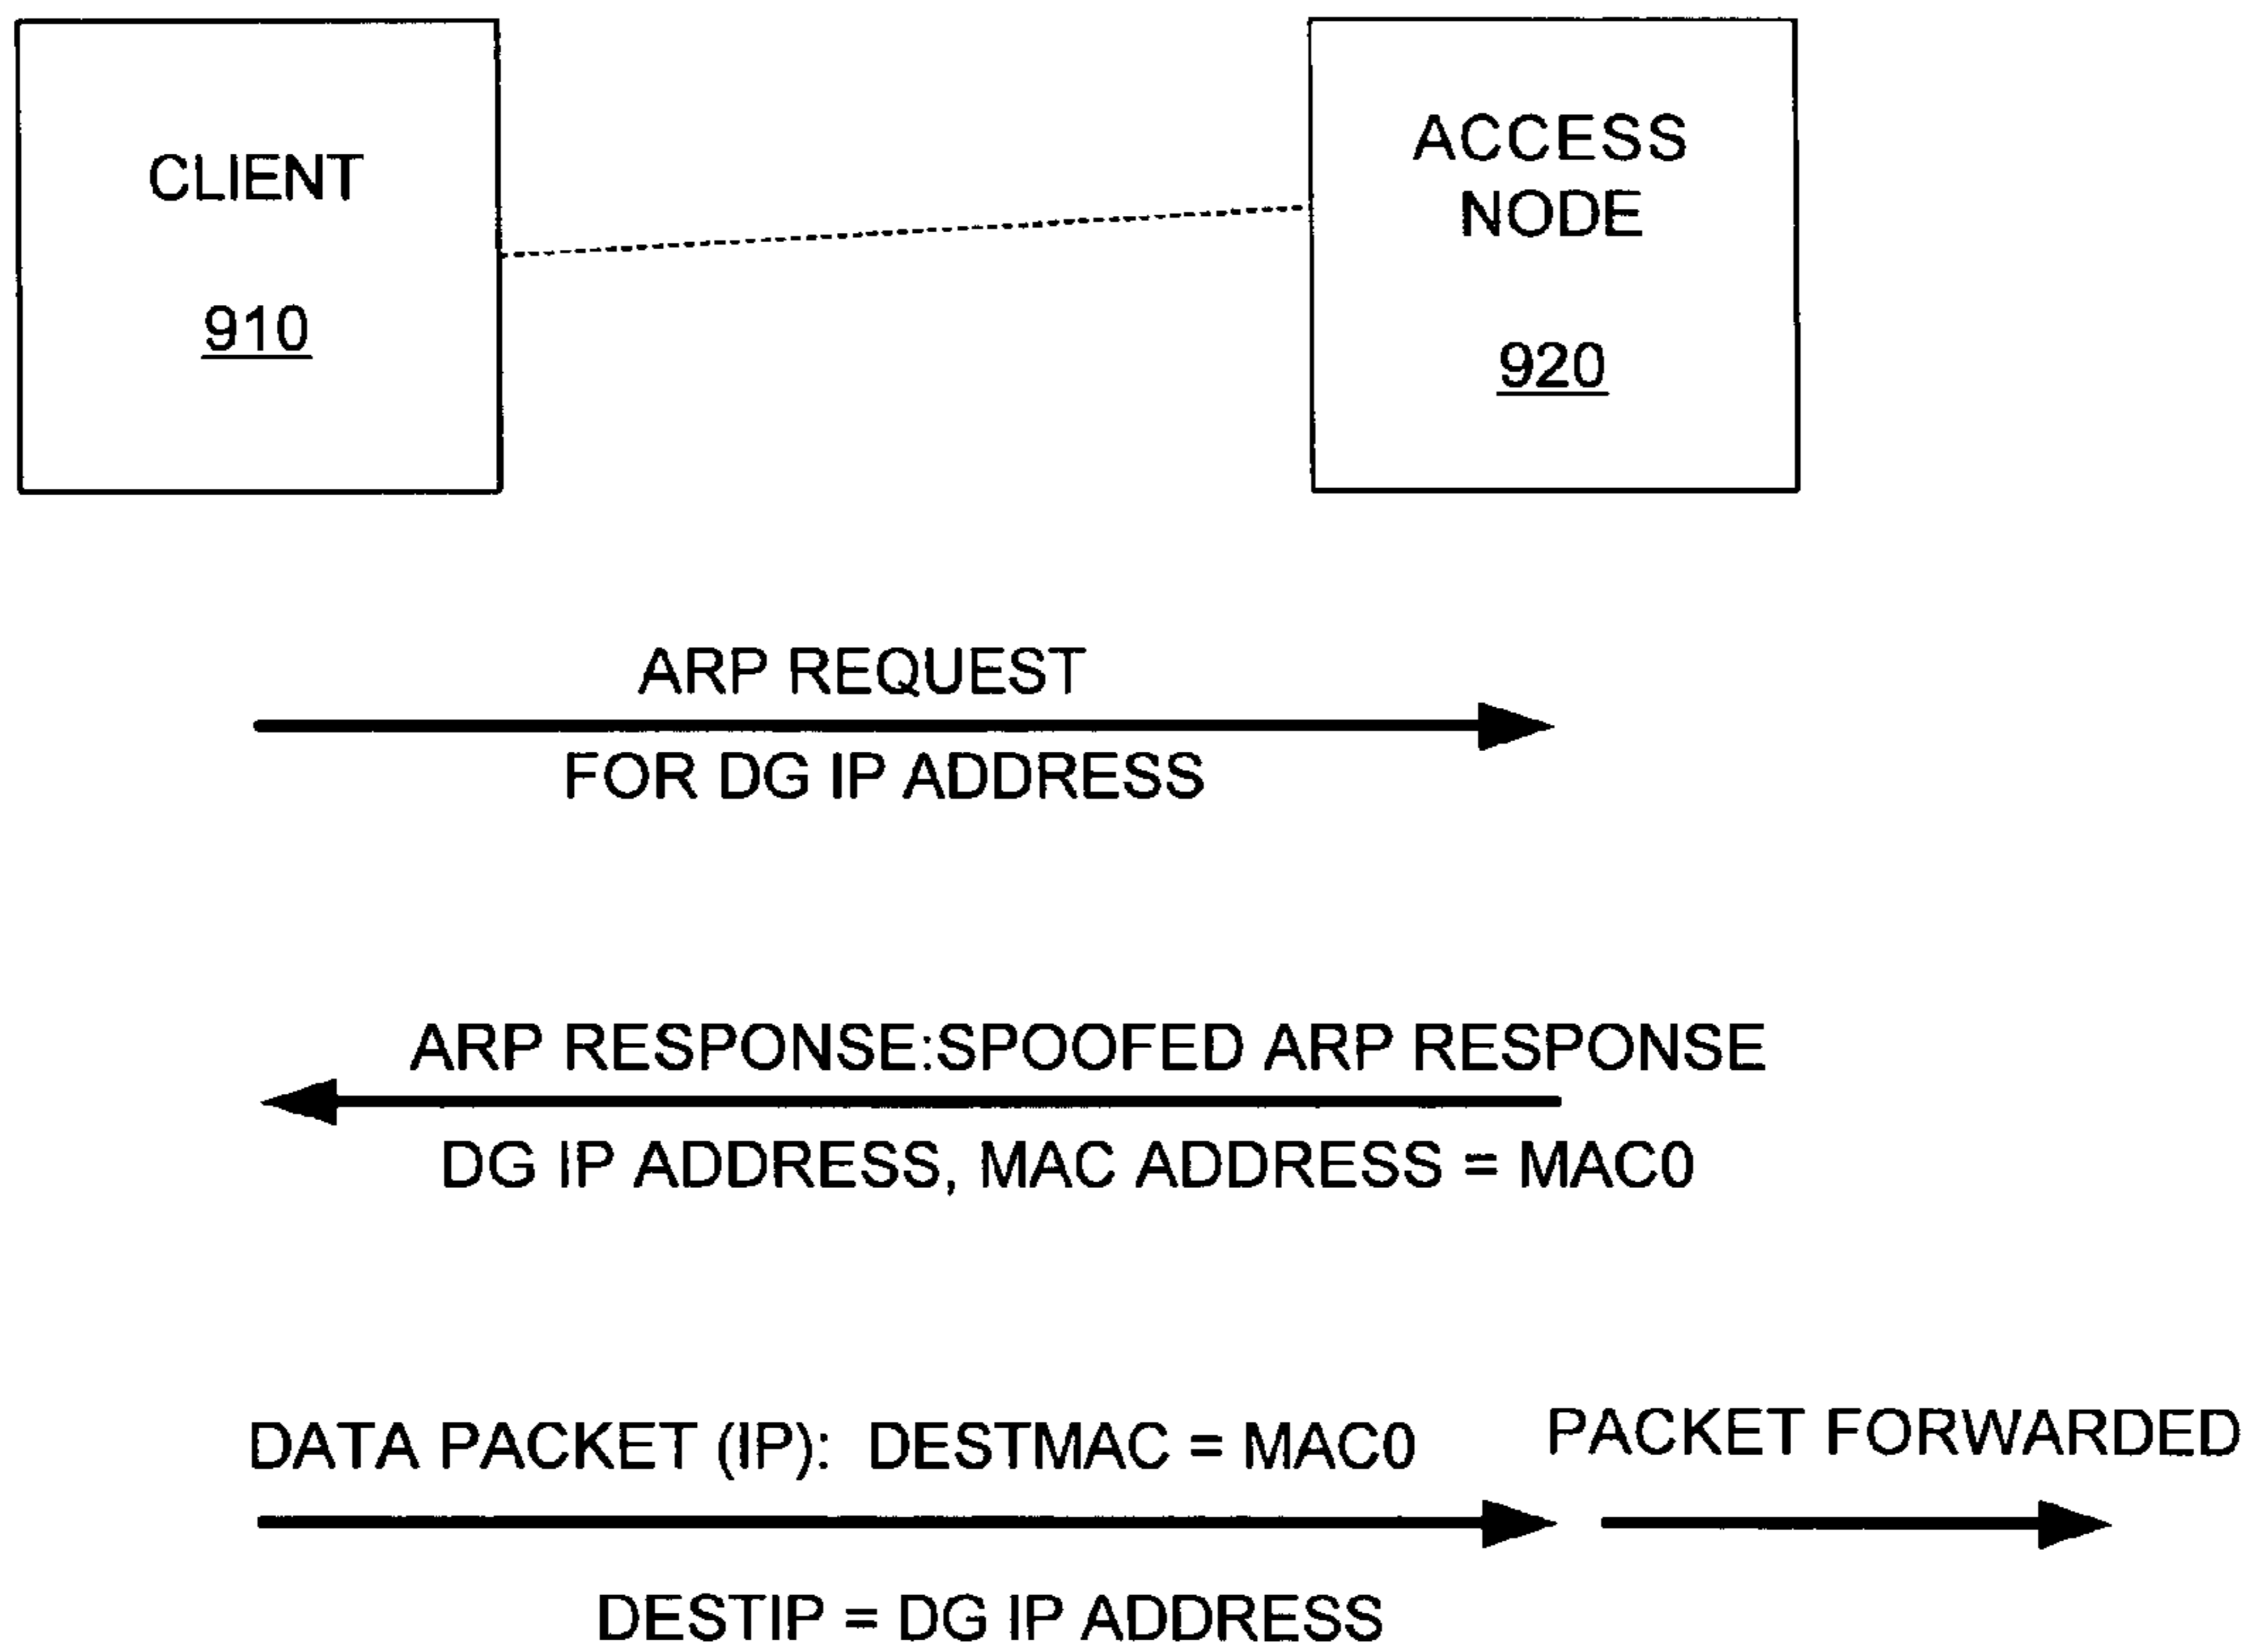 CLIENT
910
ACCESS
NODE
920
ARP REQUEST
FOR DG IP ADDRESS
ARP RESPONSE:SPOOFED ARP RESPONSE
DG IP ADDRESS, MAC ADDRESS = MAC0
DATA PACKET (IP): DESTMAC = MAC0
PACKET FORWARDED
DESTIP = DG IP ADDRESS